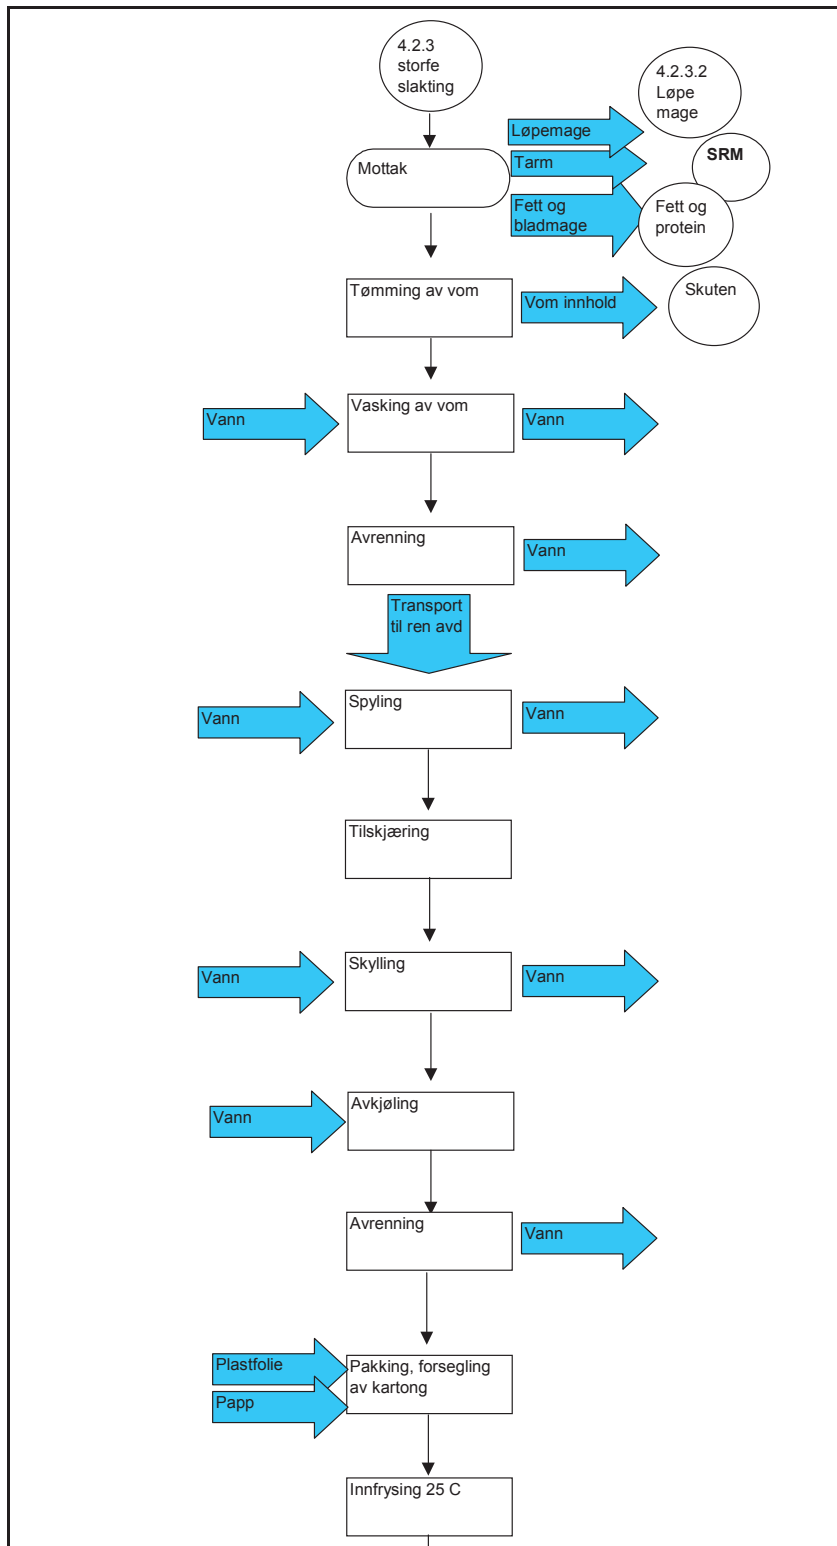 4.2.3
storfe
slakting
4.2.3.2
Løpe
mage
Løpemage
SRM
Mottak
Tarm
Fett og
bladmage
Fett og
protein
Tømming av vom
Vom innhold
Skuten
Vann
Vasking av vom
Vann
Avrenning
Vann
Transport
til ren avd
Vann
Spyling
Vann
Tilskjæring
Vann
Skylling
Vann
Vann
Avkjøling
Avrenning
Vann
Plastfolie
Papp
Pakking, forsegling
av kartong
Innfrysing 25 C